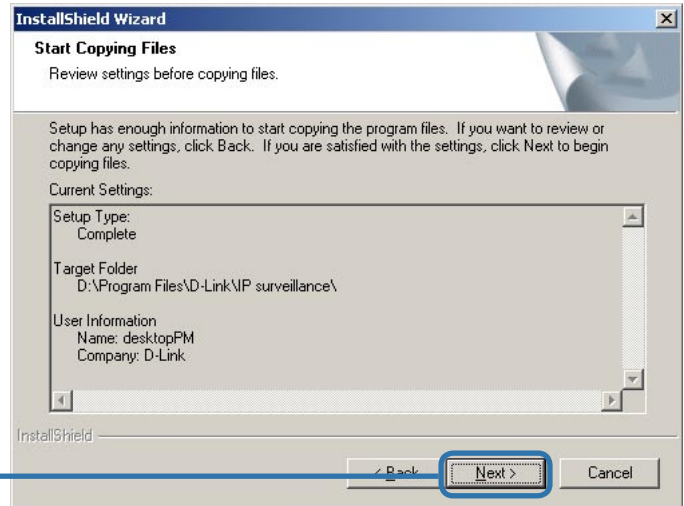 InstallShield Wizard
Start Copying Files
Review settings before copying files.
Setup has enough information to start copying the program files. If you want to review or
change any settings, click Back. If you are satisfied with the settings, click Next to begin
copying files.
Current Settings:
Setup Type:
Complete
Target Folder
D:\Program Files\D-Link\IP surveillance\
User Information
Name: desktopPM
Company: D-Link
InstallShield
< Back Next > Cancel